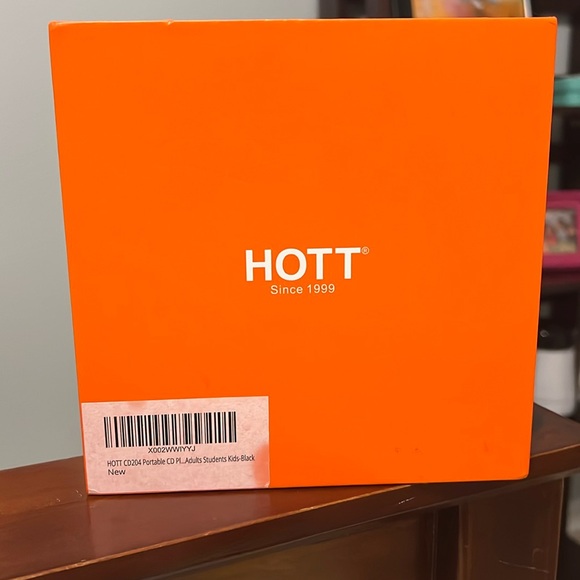 HOTT®
Since 1999
X002WWIYYJ
HOTT CD204 Portable CD Pl...Adults Students Kids-Black
New